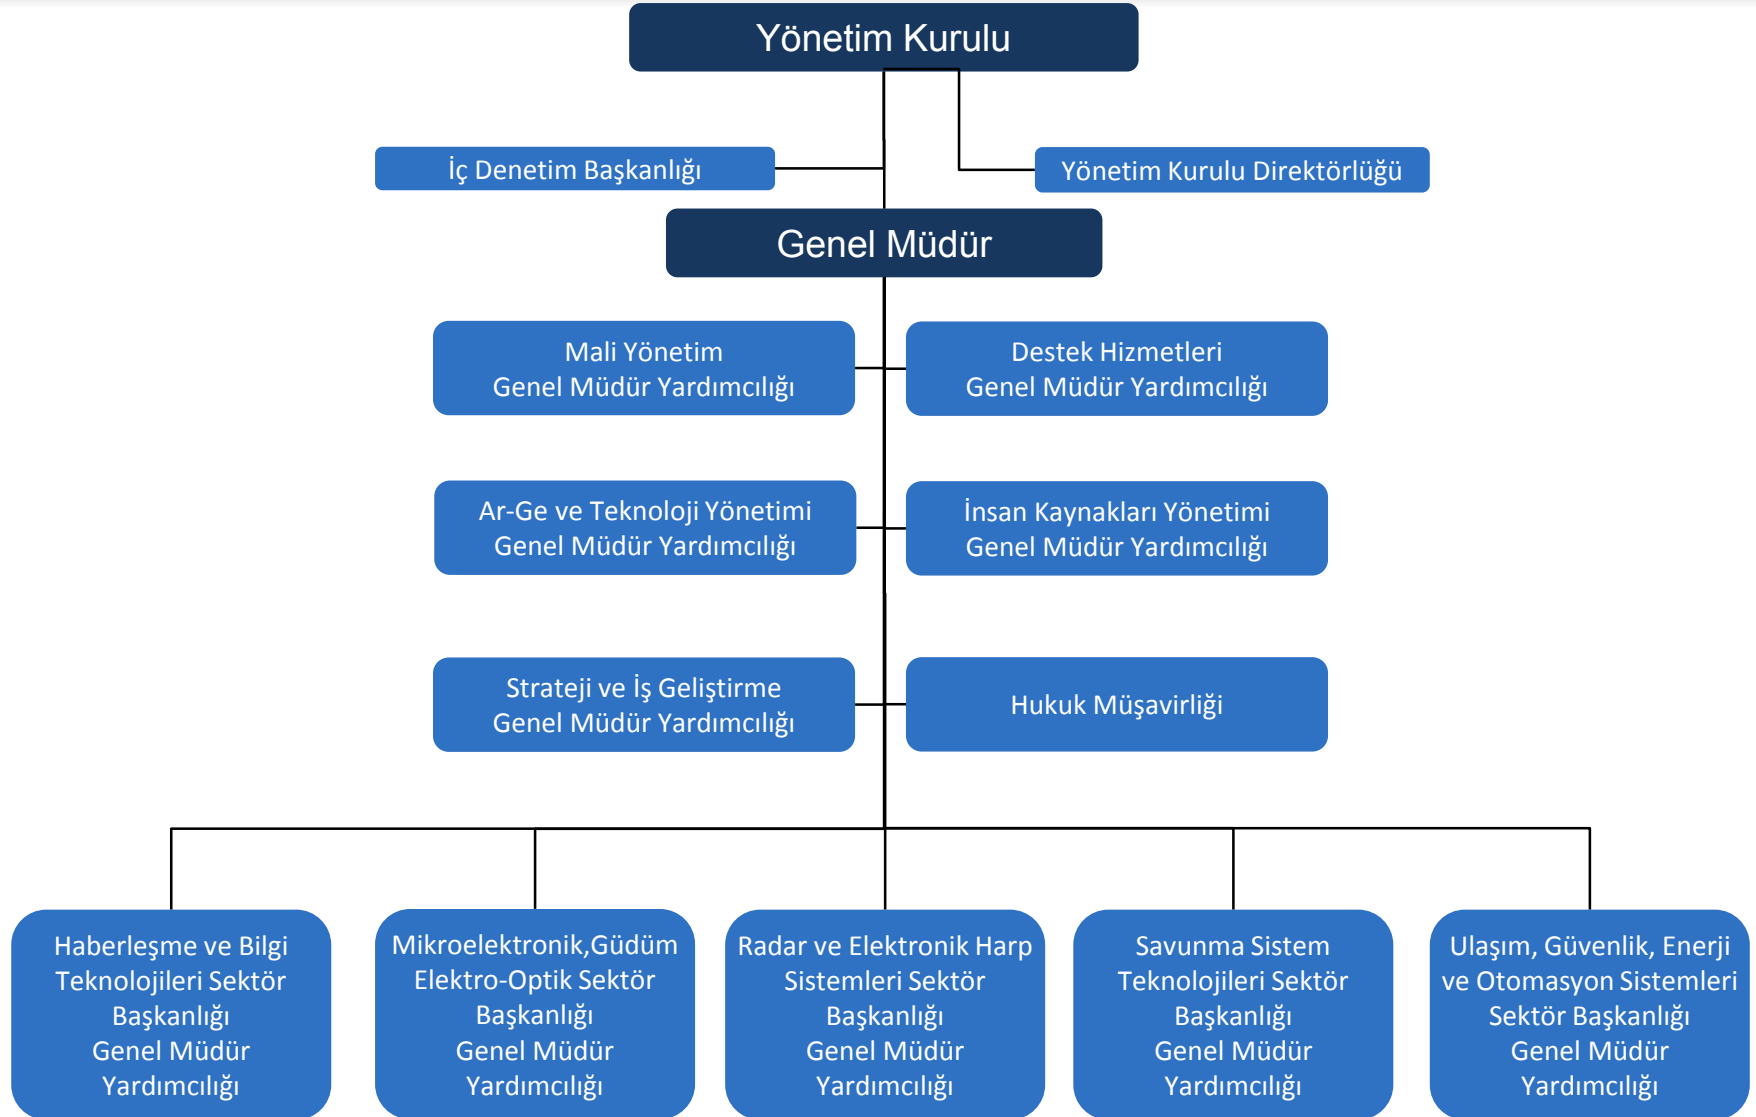 Yönetim Kurulu
İç Denetim Başkanlığı
Yönetim Kurulu Direktörlüğü
Genel Müdür
Mali Yönetim
Genel Müdür Yardımcılığı
Destek Hizmetleri
Genel Müdür Yardımcılığı
Ar-Ge ve Teknoloji Yönetimi
Genel Müdür Yardımcılığı
İnsan Kaynakları Yönetimi
Genel Müdür Yardımcılığı
Strateji ve İş Geliştirme
Genel Müdür Yardımcılığı
Hukuk Müşavirliği
Haberleşme ve Bilgi
Teknolojileri Sektör
Başkanlığı
Genel Müdür
Yardımcılığı
Mikroelektronik,Güdüm
Elektro-Optik Sektör
Başkanlığı
Genel Müdür
Yardımcılığı
Radar ve Elektronik Harp
Sistemleri Sektör
Başkanlığı
Genel Müdür
Yardımcılığı
Savunma Sistem
Teknolojileri Sektör
Başkanlığı
Genel Müdür
Yardımcılığı
Ulaşım, Güvenlik, Enerji
ve Otomasyon Sistemleri
Sektör Başkanlığı
Genel Müdür
Yardımcılığı